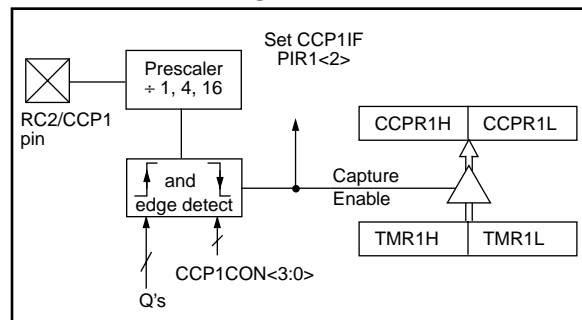 Set CCP1IF
PIR1<2>
Prescaler
÷ 1, 4, 16
RC2/CCP1
pin
CCPR1H CCPR1L
and
edge detect
Capture
Enable
TMR1H TMR1L
CCP1CON<3:0>
Q's